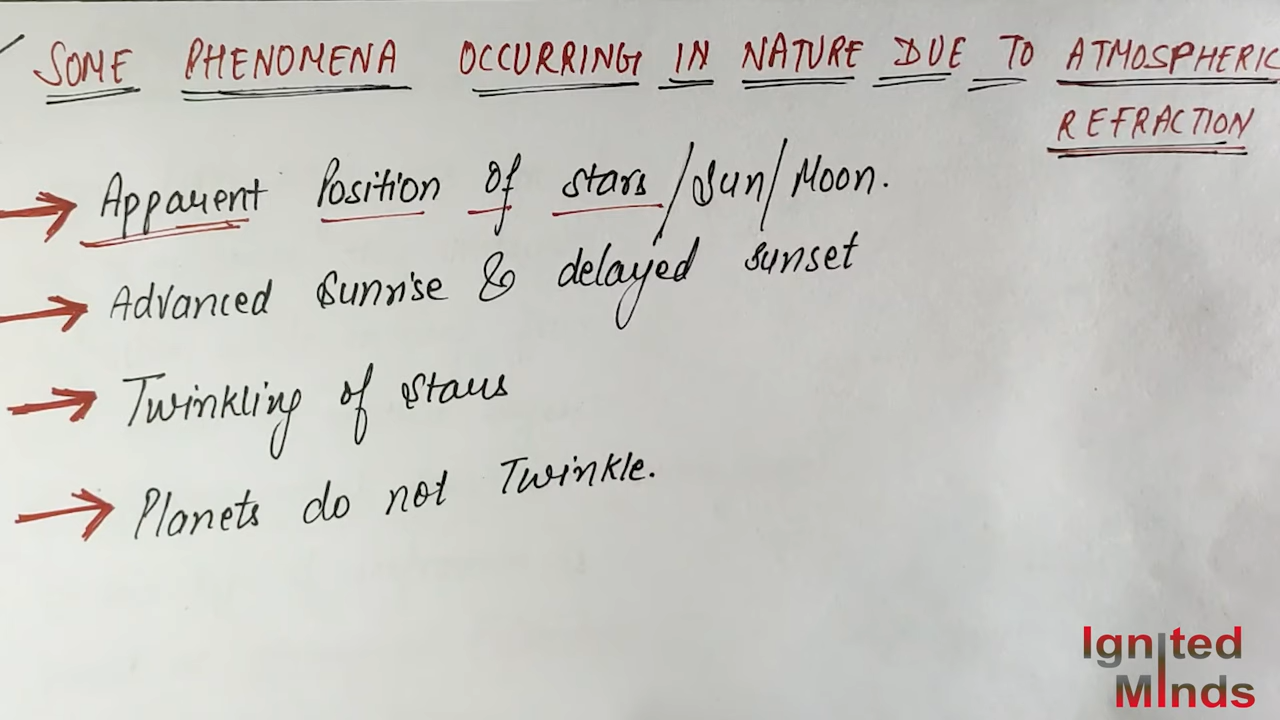 SOME PHENOMENA OCCURRING IN NATURE DUE TO ATMOSPHERIC
REFRACTION
Apparent Position of stars/Sun/Moon.
Advanced Sunrise & delayed sunset
Twinkling of Stars
Planets do not Twinkle.
Ignited
Minds